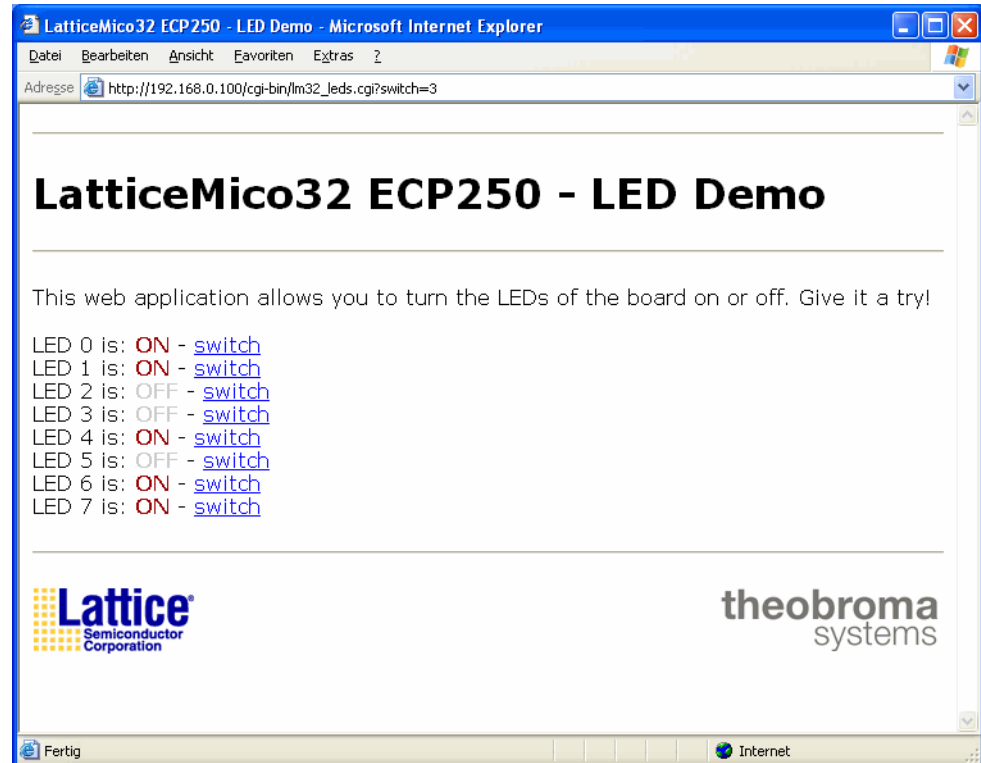 LatticeMico32 ECP250 - LED Demo - Microsoft Internet Explorer
Datei Bearbeiten Ansicht Favoriten Extras ?
Adresse http://192.168.0.100/cgi-bin/lm32_leds.cgi?switch=3
LatticeMico32 ECP250 - LED Demo
This web application allows you to turn the LEDs of the board on or off. Give it a try!
LED 0 is: ON - switch
LED 1 is: ON - switch
LED 2 is: OFF - switch
LED 3 is: OFF - switch
LED 4 is: ON - switch
LED 5 is: OFF - switch
LED 6 is: ON - switch
LED 7 is: ON - switch
Lattice®
Semiconductor
Corporation
theobroma
systems
Fertig Internet